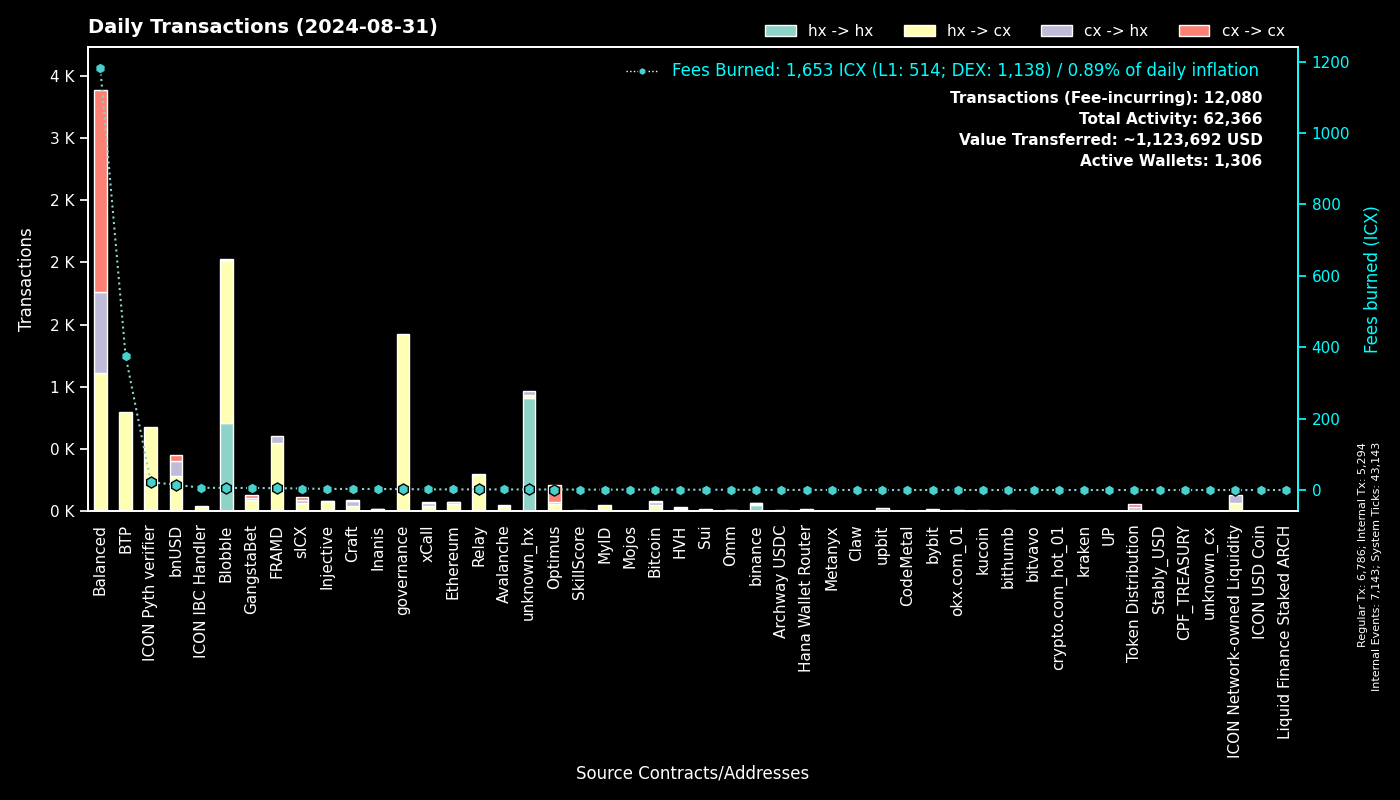 Daily Transactions (2024-08-31)
hx -> hx
hx -> cx
cx -> hx
cx -> cx
Fees Burned: 1,653 ICX (L1: 514; DEX: 1,138) / 0.89% of daily inflation
Transactions (Fee-incurring): 12,080
Total Activity: 62,366
Value Transferred: ~1,123,692 USD
Active Wallets: 1,306
Transactions
4 K
3 K
2 K
2 K
2 K
1 K
0 K
0 K
1200
1000
800
600
400
200
0
Fees burned (ICX)
Regular Tx: 6,786; Internal Tx: 5,294
Internal Events: 7,143; System Ticks: 43,143
Balanced
BTP
ICON Pyth verifier
bnUSD
ICON IBC Handler
Blobble
GangstaBet
FRAMD
sICX
Injective
Craft
Inanis
governance
xCall
Ethereum
Relay
Avalanche
unknown_hx
Optimus
SkillScore
MyID
Mojos
Bitcoin
HVH
Sui
Omm
binance
Archway USDC
Hana Wallet Router
Metanyx
Claw
upbit
CodeMetal
bybit
okx.com_01
kucoin
bithumb
bitvavo
crypto.com_hot_01
kraken
UP
Token Distribution
Stably_USD
CPF_TREASURY
unknown_cx
ICON Network-owned Liquidity
ICON USD Coin
Liquid Finance Staked ARCH
Source Contracts/Addresses